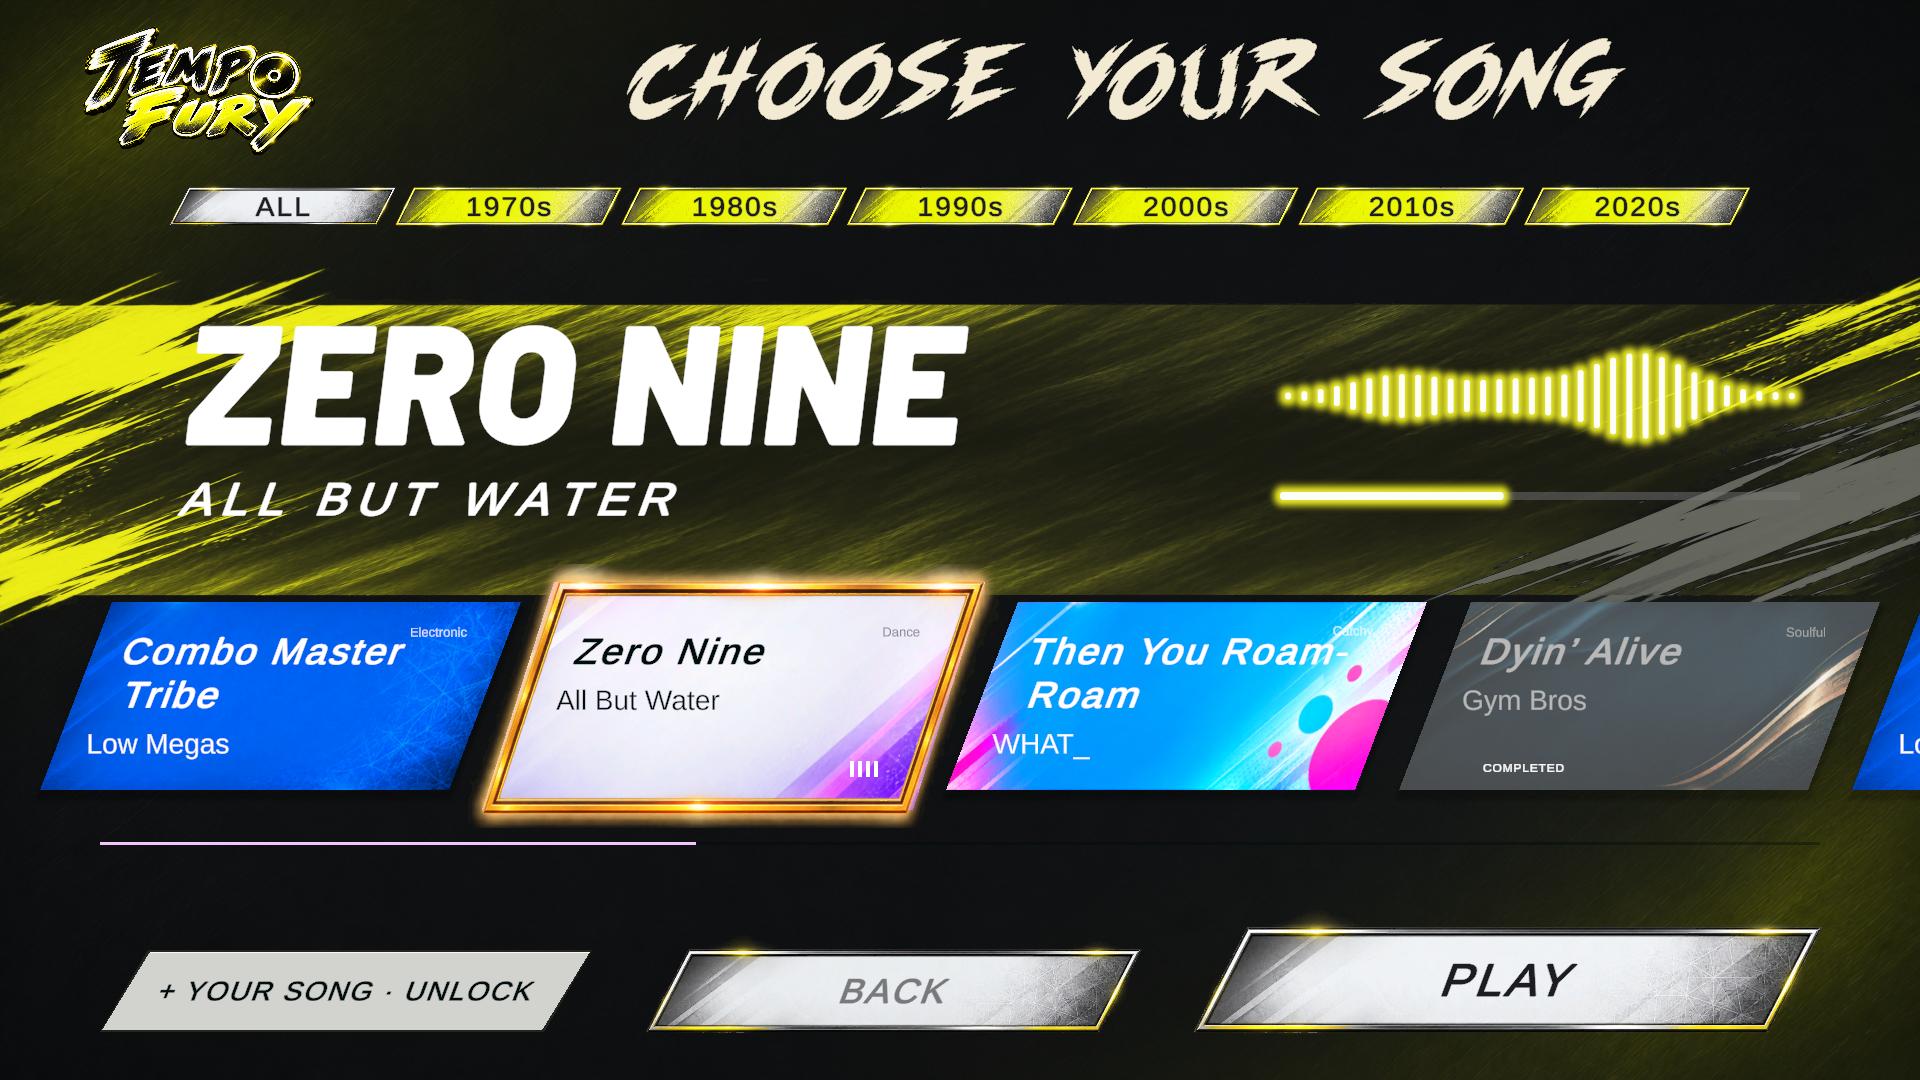 TEMPO
FURY
CHOOSE YOUR SONG
ALL
1970s
1980s
1990s
2000s
2010s
2020s
ZERO NINE
ALL BUT WATER
Combo Master
Tribe
Electronic
Low Megas
Zero Nine
Dance
All But Water
Then You Roam-
Roam
Catchy
WHAT_
Dyin’ Alive
Soulful
Gym Bros
COMPLETED
Lo
+ YOUR SONG · UNLOCK
BACK
PLAY